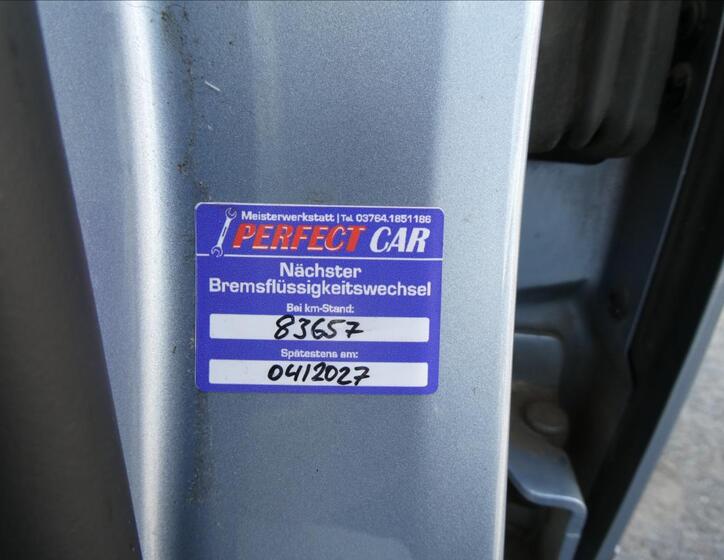 Meisterwerkstatt | Tel. 03764.1851186
PERFECT CAR
Nächster
Bremsflüssigkeitswechsel
Bei km-Stand:
83657
Spätestens am:
04/2027